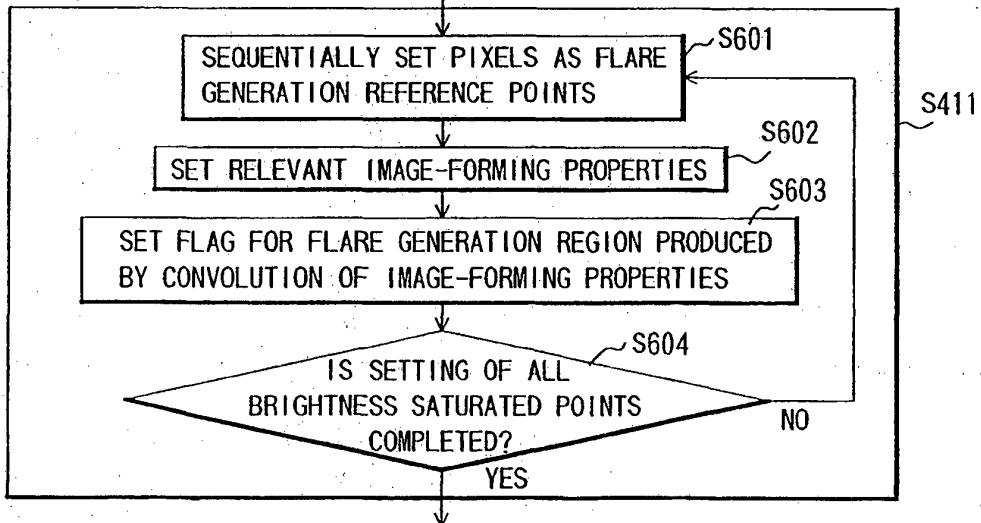 S601
SEQUENTIALLY SET PIXELS AS FLARE
GENERATION REFERENCE POINTS
S411
S602
SET RELEVANT IMAGE-FORMING PROPERTIES
S603
SET FLAG FOR FLARE GENERATION REGION PRODUCED
BY CONVOLUTION OF IMAGE-FORMING PROPERTIES
S604
IS SETTING OF ALL
BRIGHTNESS SATURATED POINTS
COMPLETED?
NO
YES